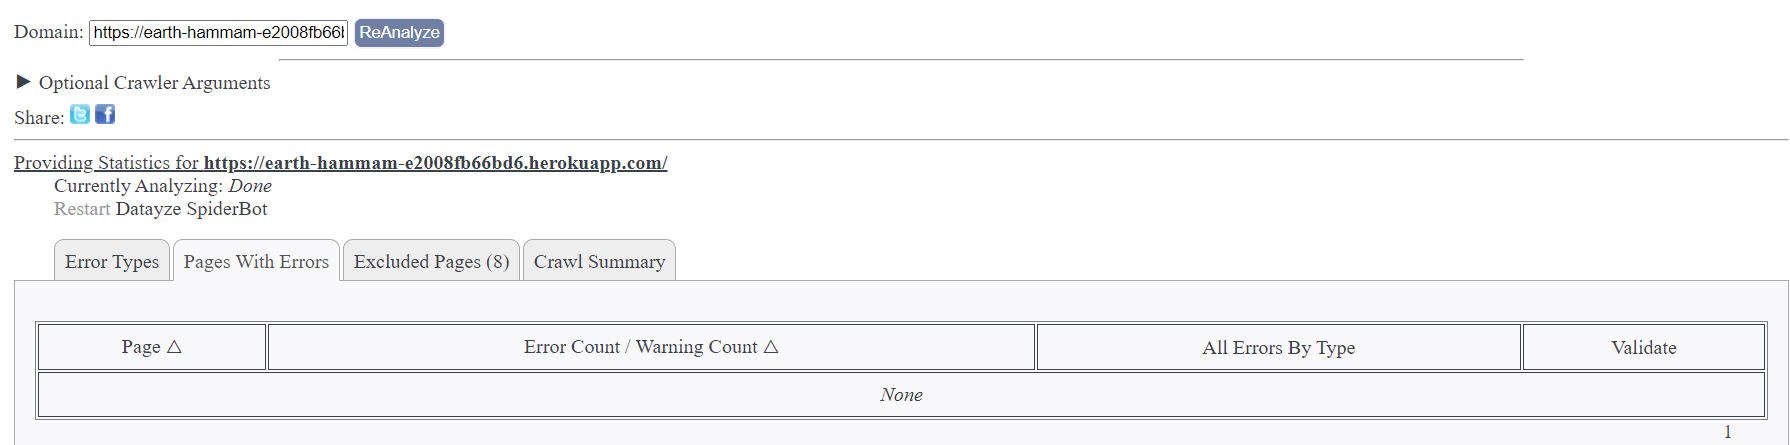 Domain: https://earth-hammam-e2008fb66 ReAnalyze
▶ Optional Crawler Arguments
Share:
Providing Statistics for https://earth-hammam-e2008fb66bd6.herokuapp.com/
Currently Analyzing: Done
Restart Datayze SpiderBot
Error Types Pages With Errors Excluded Pages (8) Crawl Summary
Page △ Error Count / Warning Count △ All Errors By Type Validate
None
1